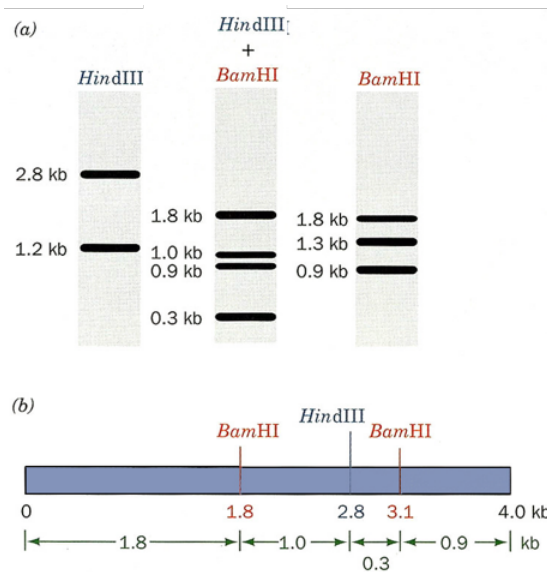 (a)
HindIII
+
HindIII BamHI BamHI
2.8 kb
1.2 kb
1.8 kb
1.0 kb
0.9 kb
0.3 kb
1.8 kb
1.3 kb
0.9 kb
(b)
HindIII
BamHI BamHI
0 1.8 2.8 3.1 4.0 kb
1.8 1.0 0.9 kb
0.3